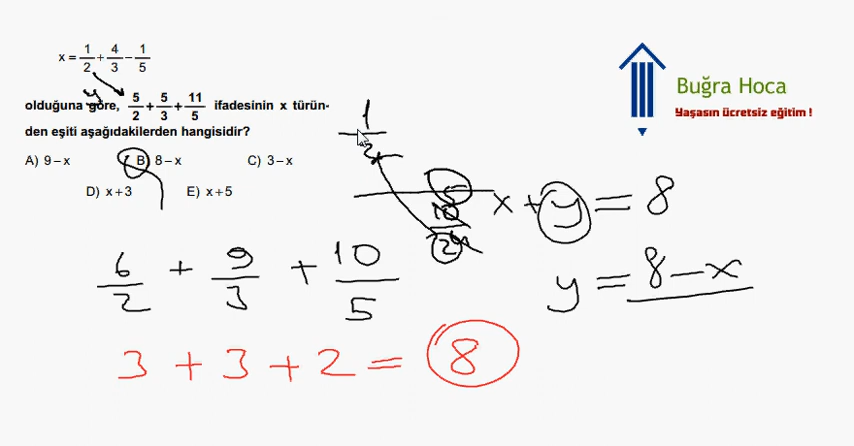 x = 1/2 + 4/3 − 1/5
y
olduğuna göre, 5/2 + 5/3 + 11/5 ifadesinin x türün-
den eşiti aşağıdakilerden hangisidir?
A) 9 − x B) 8 − x C) 3 − x
D) x + 3 E) x + 5
Buğra Hoca
Yaşasın ücretsiz eğitim !
x + y = 8
6/2 + 9/3 + 10/5
y = 8 − x
3 + 3 + 2 = 8